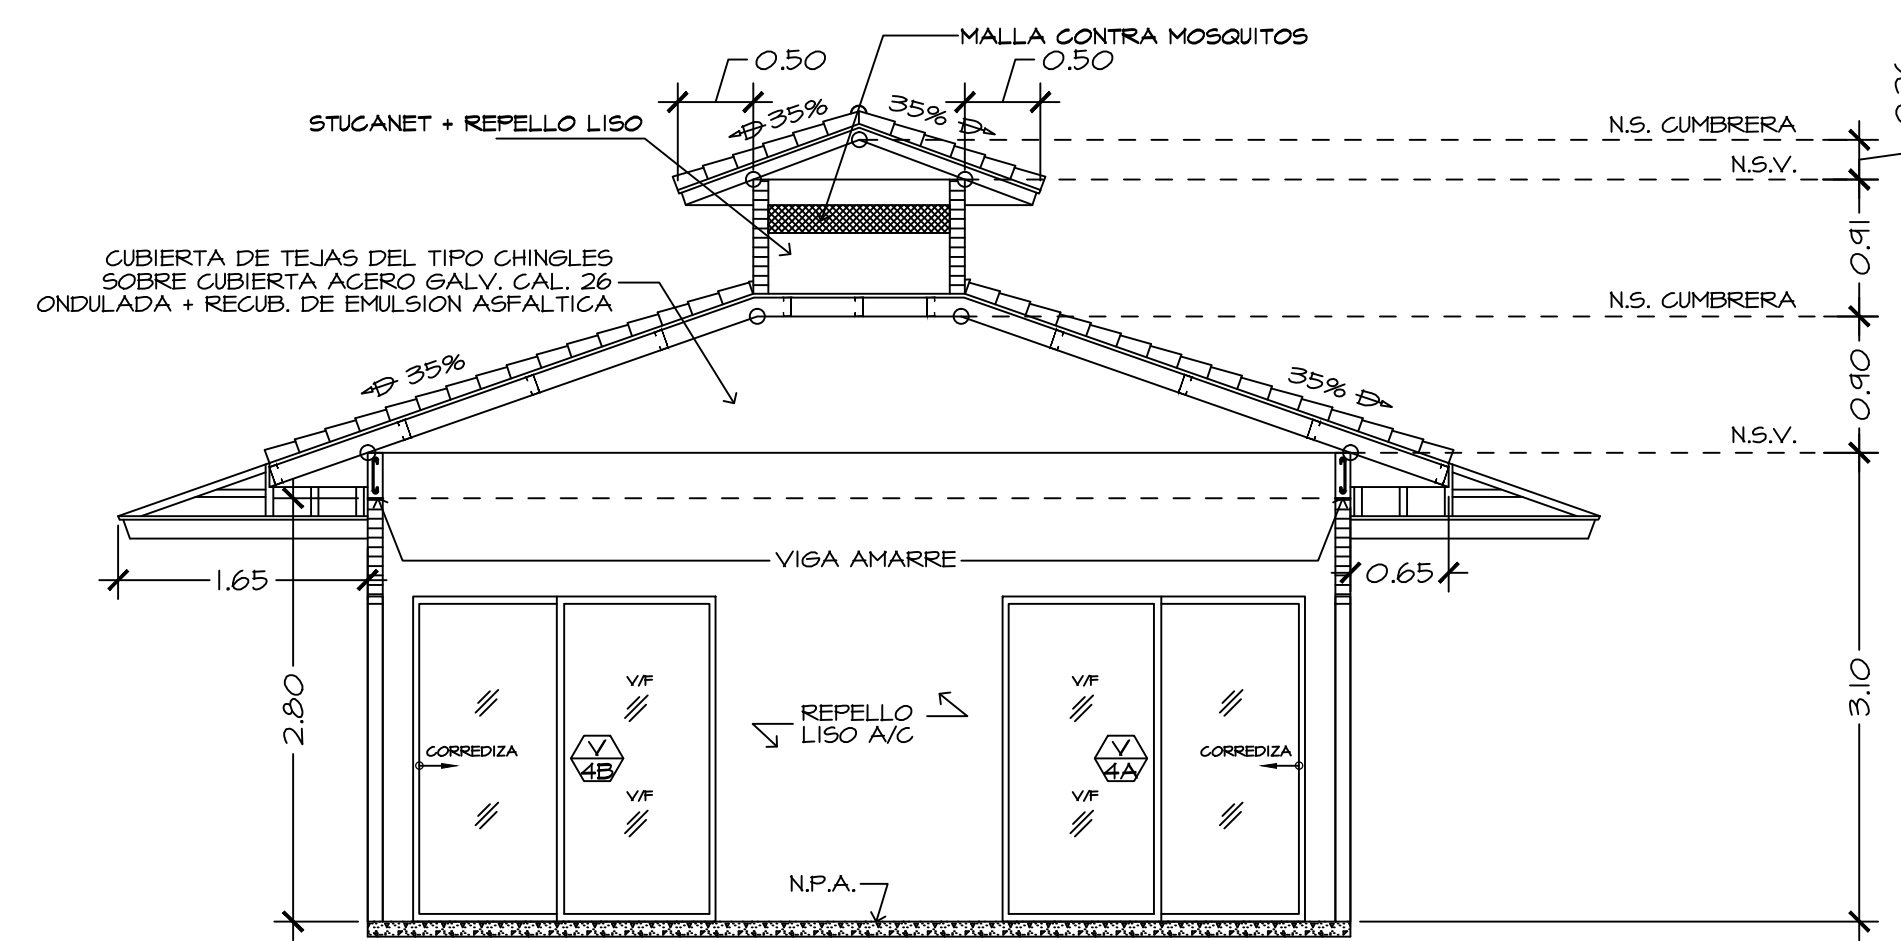 MALLA CONTRA MOSQUITOS
0.50
0.50
STUCANET + REPELLO LISO
35%
35%
N.S. CUMBRERA
N.S.V.
0.91
CUBIERTA DE TEJAS DEL TIPO CHINGLES
SOBRE CUBIERTA ACERO GALV. CAL. 26
ONDULADA + RECUB. DE EMULSION ASFALTICA
N.S. CUMBRERA
35%
35%
0.90
N.S.V.
VIGA AMARRE
1.65
0.65
2.80
3.10
V/F
V/F
REPELLO
LISO A/C
CORREDIZA
V
4B
V
4A
CORREDIZA
V/F
V/F
N.P.A.